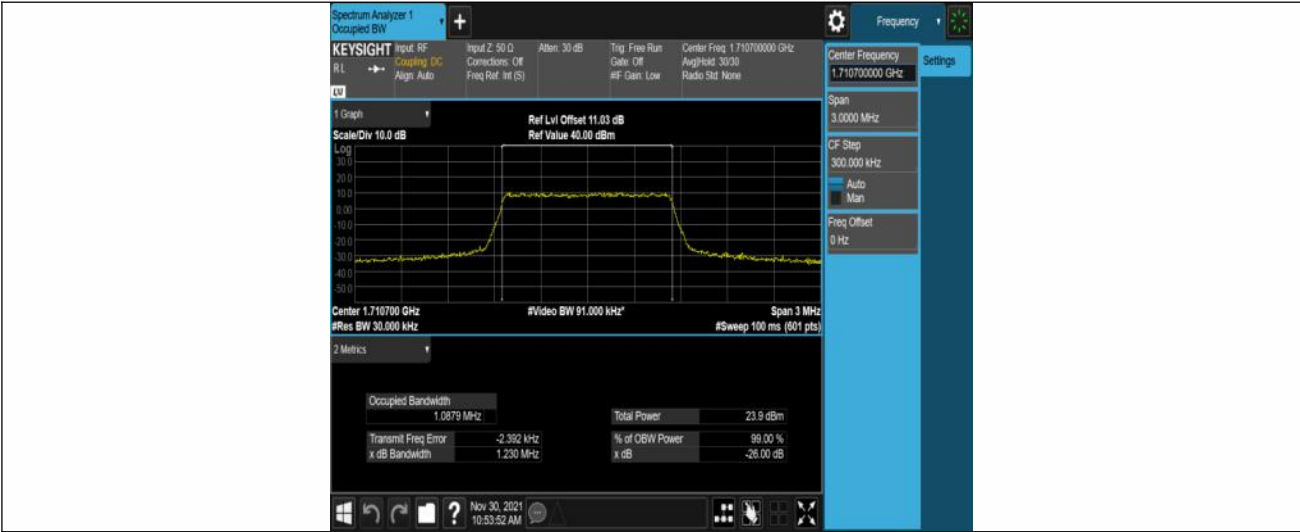 Spectrum Analyzer 1
Occupied BW
+
Frequency
KEYSIGHT Input: RF Input Z: 50 Ω Atten: 30 dB Trig: Free Run Center Freq: 1.710700000 GHz
RL Coupling: DC Corrections: Off Gate: Off Avg|Hold: 30/30
Align: Auto Freq Ref: Int (S) #IF Gain: Low Radio Std: None
Center Frequency
1.710700000 GHz
Settings
Span
3.0000 MHz
CF Step
300.000 kHz
Auto
Man
Freq Offset
0 Hz
1 Graph
Ref Lvl Offset 11.03 dB
Scale/Div 10.0 dB Ref Value 40.00 dBm
Log
30.0
20.0
10.0
0.00
-10.0
-20.0
-30.0
-40.0
-50.0
Center 1.710700 GHz #Video BW 91.000 kHz* Span 3 MHz
#Res BW 30.000 kHz #Sweep 100 ms (601 pts)
2 Metrics
Occupied Bandwidth
1.0879 MHz Total Power 23.9 dBm
Transmit Freq Error -2.392 kHz % of OBW Power 99.00 %
x dB Bandwidth 1.230 MHz x dB -26.00 dB
? Nov 30, 2021
10:53:52 AM